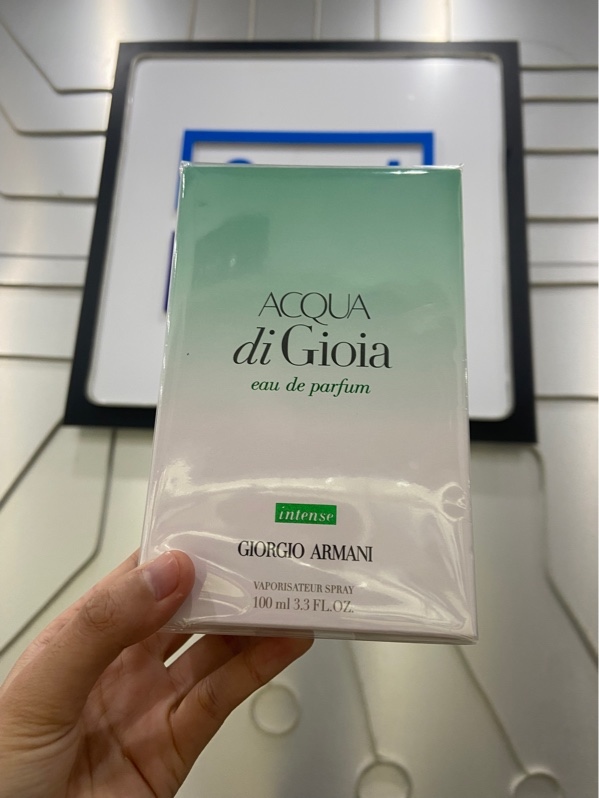 ACQUA
di Gioia
eau de parfum
intense
GIORGIO ARMANI
VAPORISATEUR SPRAY
100 ml 3.3 FL.OZ.